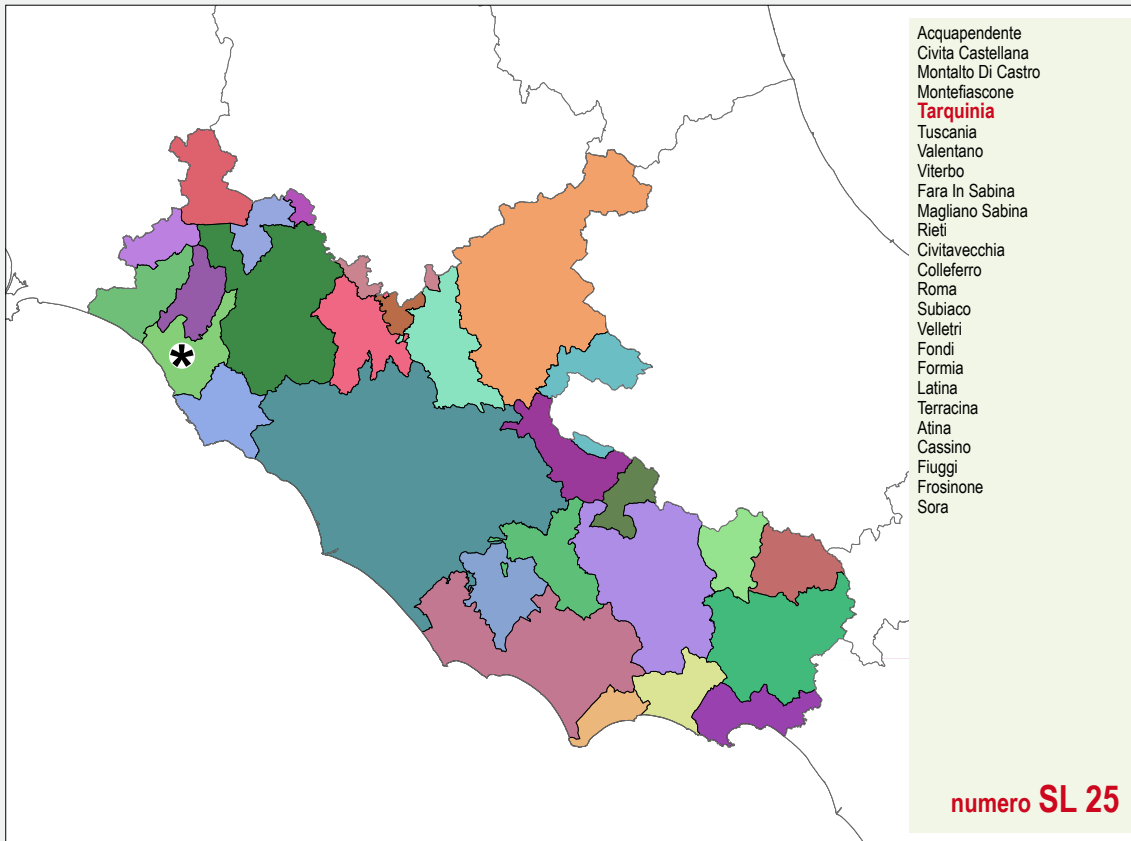 Acquapendente
Civita Castellana
Montalto Di Castro
Montefiascone
Tarquinia
Tuscania
Valentano
Viterbo
Fara In Sabina
Magliano Sabina
Rieti
Civitavecchia
Colleferro
Roma
Subiaco
Velletri
Fondi
Formia
Latina
Terracina
Atina
Cassino
Fiuggi
Frosinone
Sora
*
numero SL 25